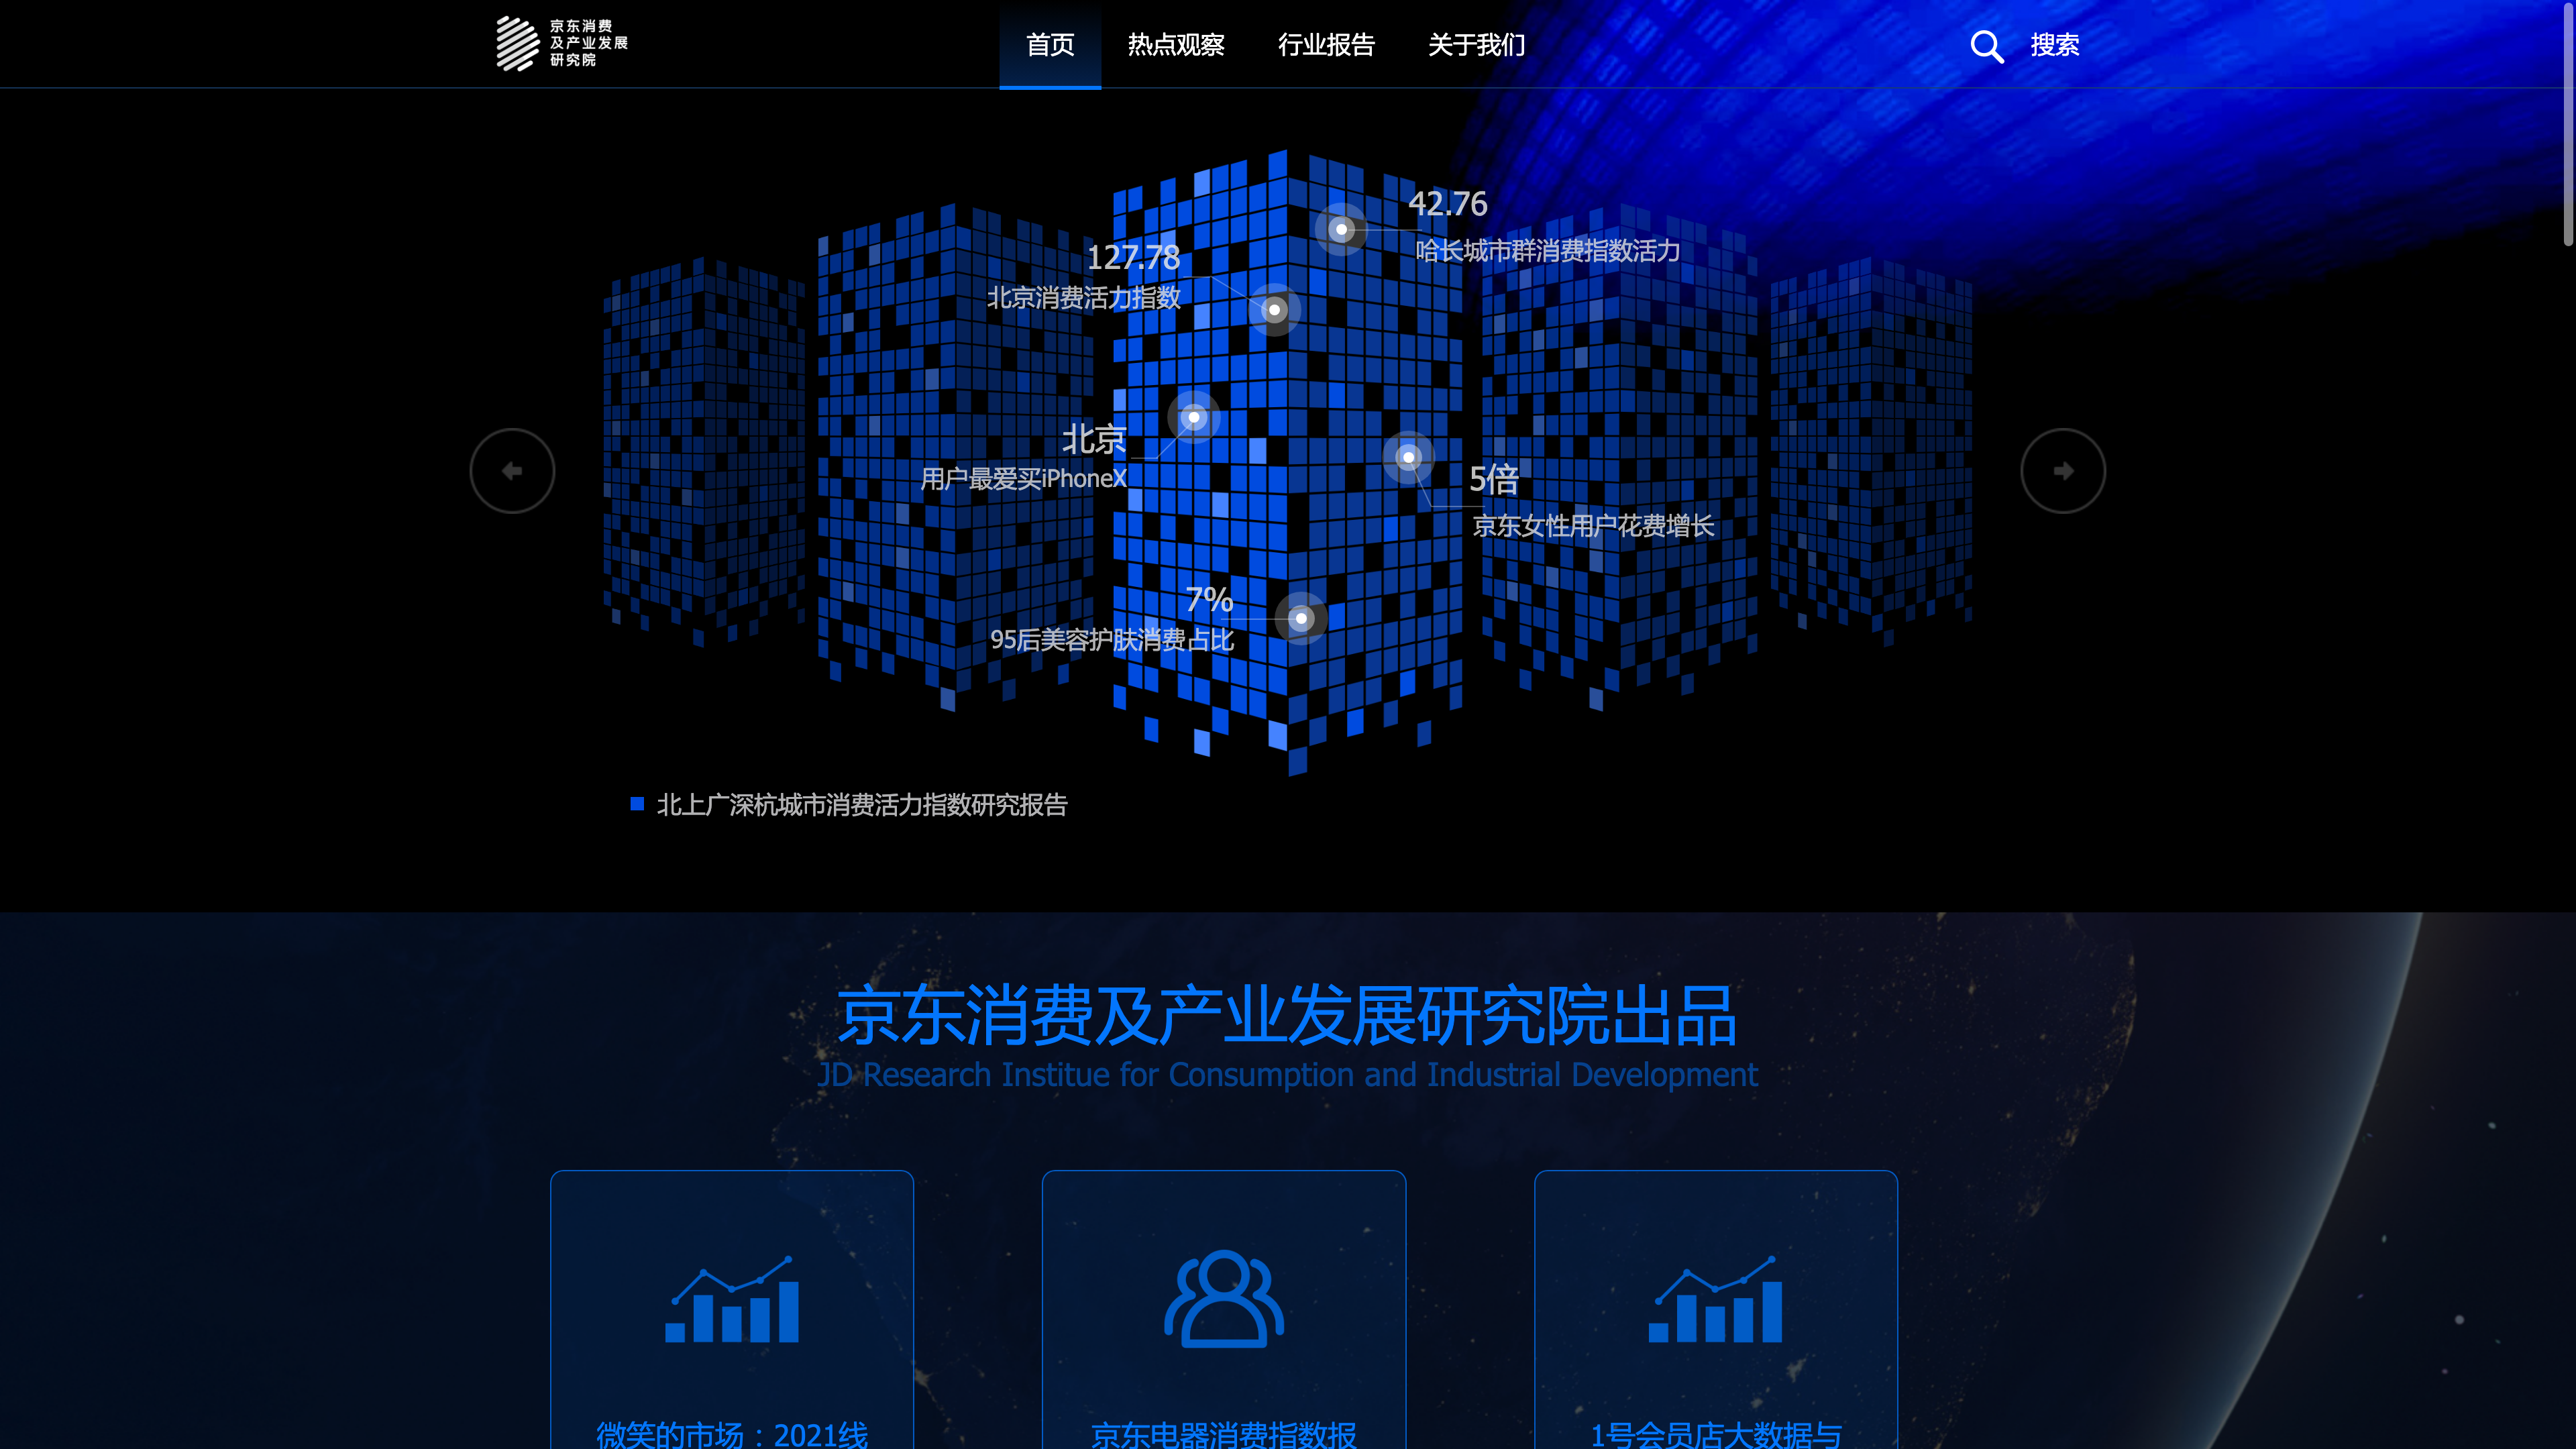 京东消费
及产业发展
研究院
首页
热点观察
行业报告
关于我们
搜索
42.76
哈长城市群消费指数活力
127.78
北京消费活力指数
北京
用户最爱买iPhoneX
5倍
京东女性用户花费增长
7%
95后美容护肤消费占比
北上广深杭城市消费活力指数研究报告
京东消费及产业发展研究院出品
JD Research Institue for Consumption and Industrial Development
微笑的市场：2021线
京东电器消费指数报
1号会员店大数据与